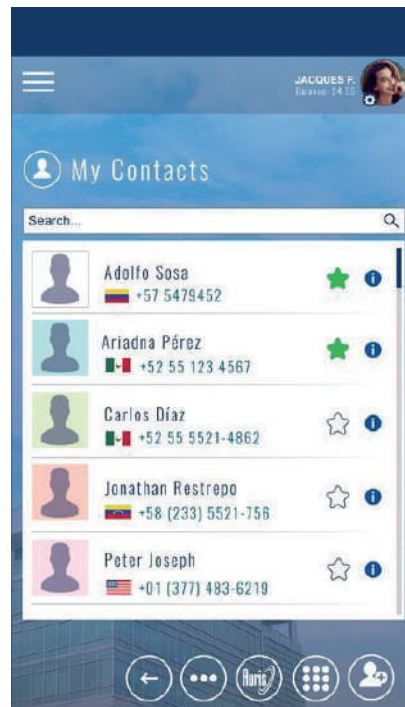 JACQUES F.
My Contacts
Search...
Adolfo Sosa
+57 5479452
Ariadna Pérez
+52 55 123 4567
Carlos Díaz
+52 55 5521-4862
Jonathan Restrepo
+58 (233) 5521-756
Peter Joseph
+01 (377) 483-6219
Auris